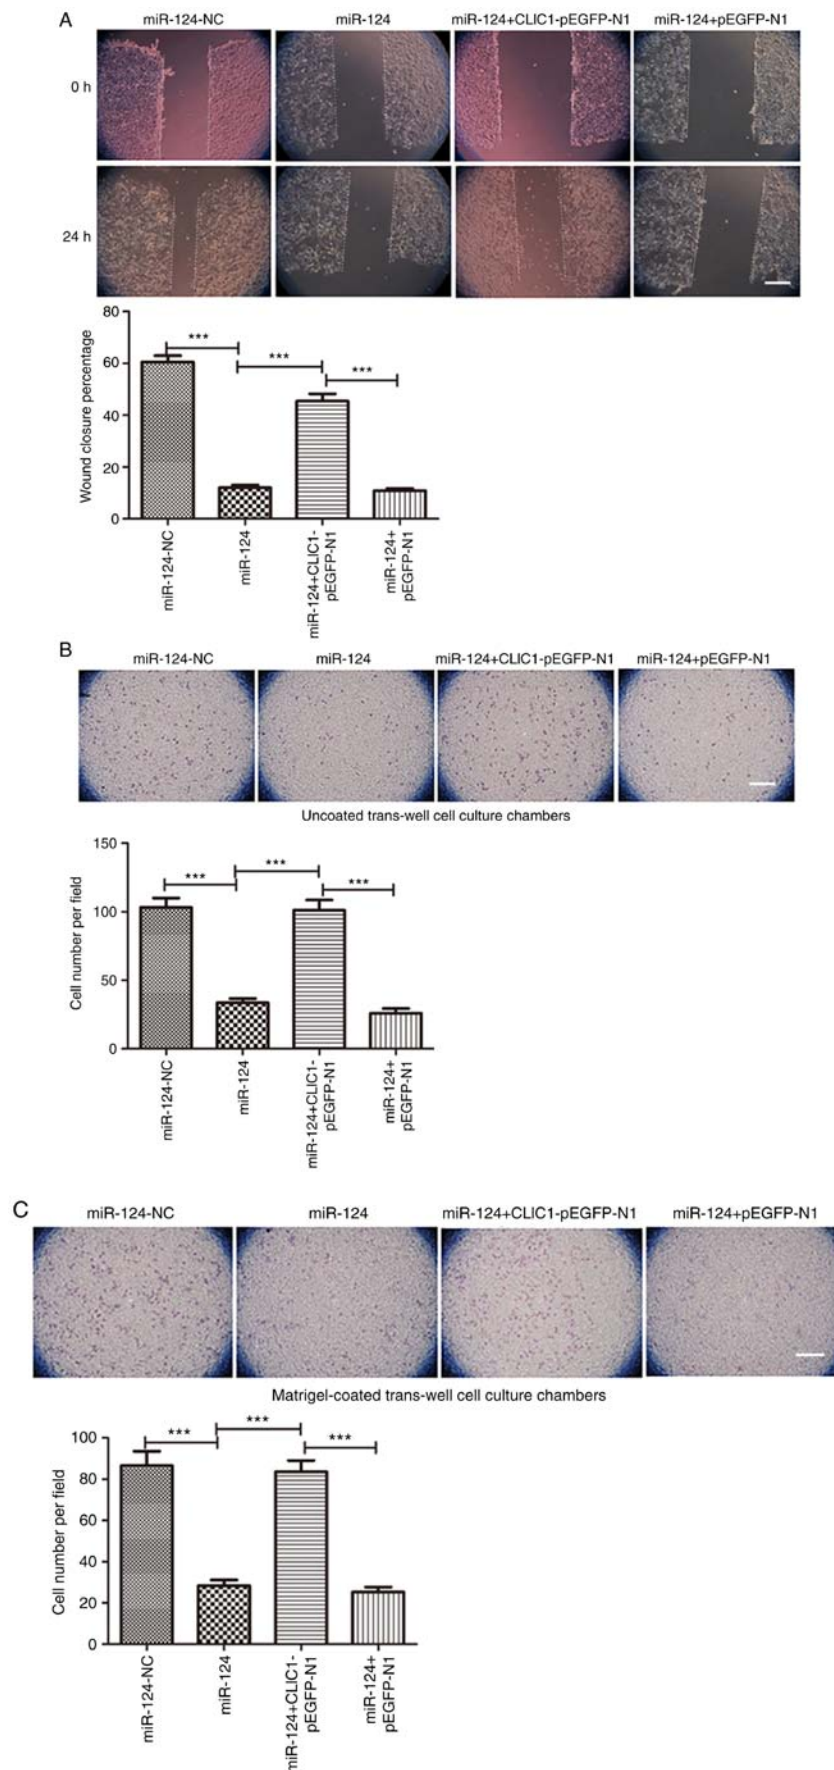 A
miR-124-NC miR-124 miR-124+CLIC1-pEGFP-N1 miR-124+pEGFP-N1
0 h
24 h
80
60
40
20
0
Wound closure percentage
*** *** ***
miR-124-NC
miR-124
miR-124+CLIC1-
pEGFP-N1
miR-124+
pEGFP-N1
B
miR-124-NC miR-124 miR-124+CLIC1-pEGFP-N1 miR-124+pEGFP-N1
Uncoated trans-well cell culture chambers
150
100
50
0
Cell number per field
*** *** ***
miR-124-NC
miR-124
miR-124+CLIC1-
pEGFP-N1
miR-124+
pEGFP-N1
C
miR-124-NC miR-124 miR-124+CLIC1-pEGFP-N1 miR-124+pEGFP-N1
Matrigel-coated trans-well cell culture chambers
100
80
60
40
20
0
Cell number per field
*** *** ***
miR-124-NC
miR-124
miR-124+CLIC1-
pEGFP-N1
miR-124+
pEGFP-N1